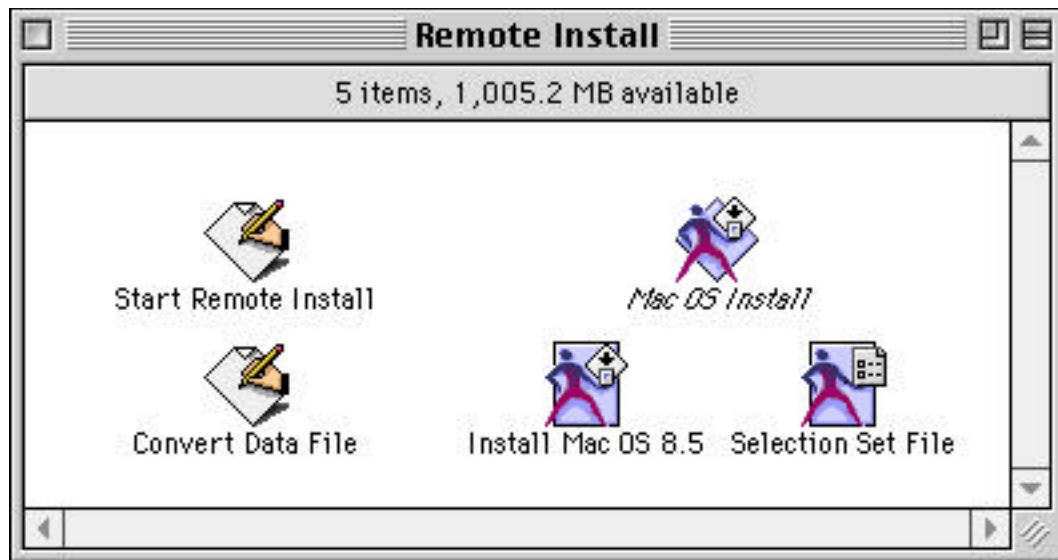 Remote Install
5 items, 1,005.2 MB available
Start Remote Install
Mac OS Install
Convert Data File
Install Mac OS 8.5
Selection Set File